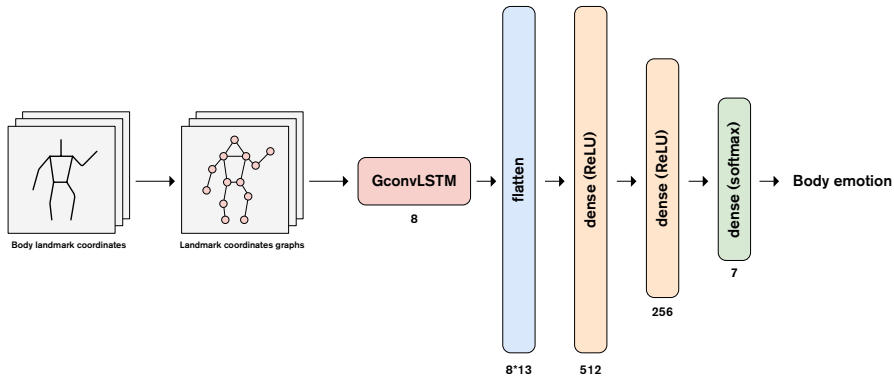 Body landmark coordinates
Landmark coordinates graphs
GconvLSTM
8
flatten
8*13
dense (ReLU)
512
dense (ReLU)
256
dense (softmax)
7
Body emotion